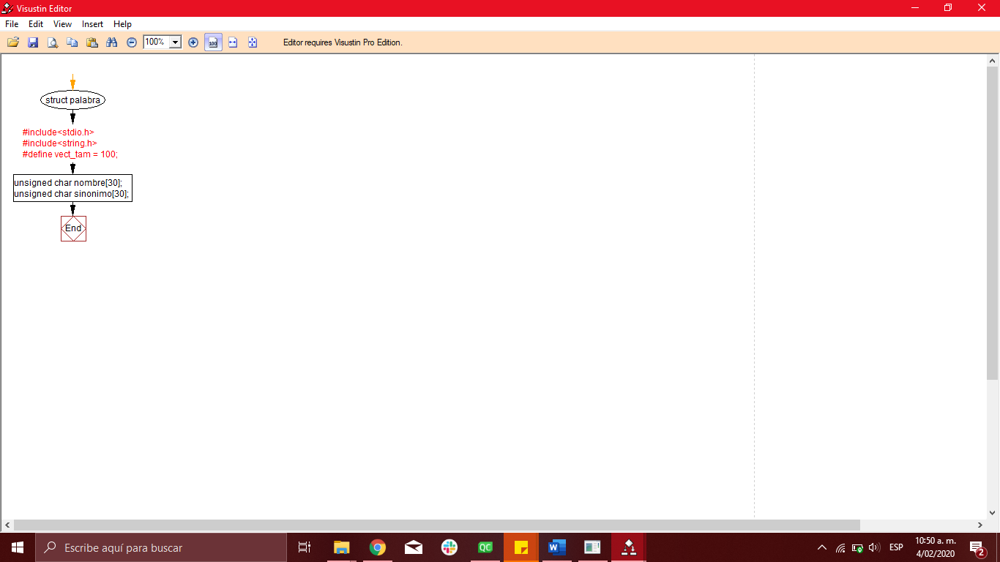 Visustin Editor
File Edit View Insert Help
100% 100 Editor requires Visustin Pro Edition.
struct palabra
#include<stdio.h>
#include<string.h>
#define vect_tam = 100;
unsigned char nombre[30];
unsigned char sinonimo[30];
End
Escribe aquí para buscar
QC
W
ESP
10:50 a. m.
4/02/2020
2